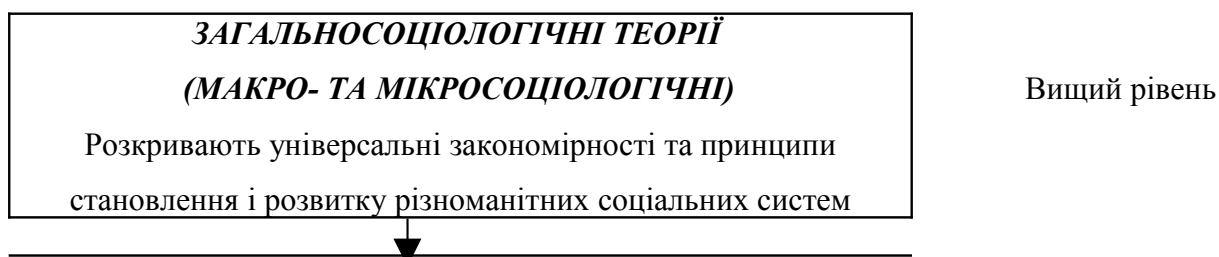 ЗАГАЛЬНОСОЦІОЛОГІЧНІ ТЕОРІЇ
(МАКРО- ТА МІКРОСОЦІОЛОГІЧНІ)
Вищий рівень
Розкривають універсальні закономірності та принципи
становлення і розвитку різноманітних соціальних систем